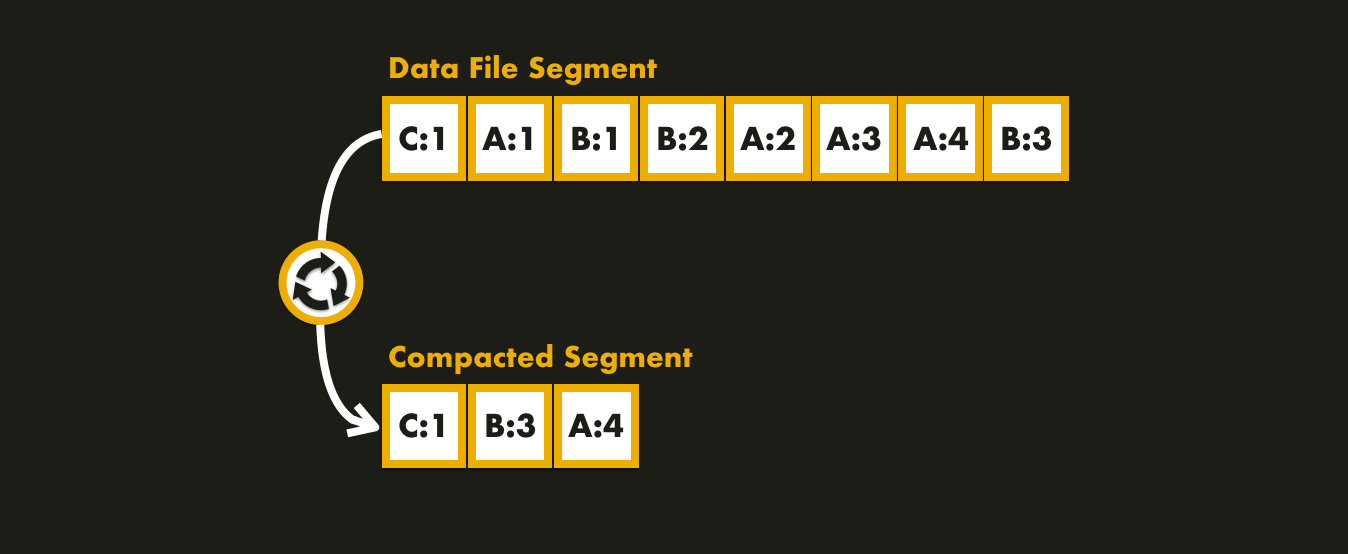 Data File Segment
C:1 A:1 B:1 B:2 A:2 A:3 A:4 B:3
Compacted Segment
C:1 B:3 A:4